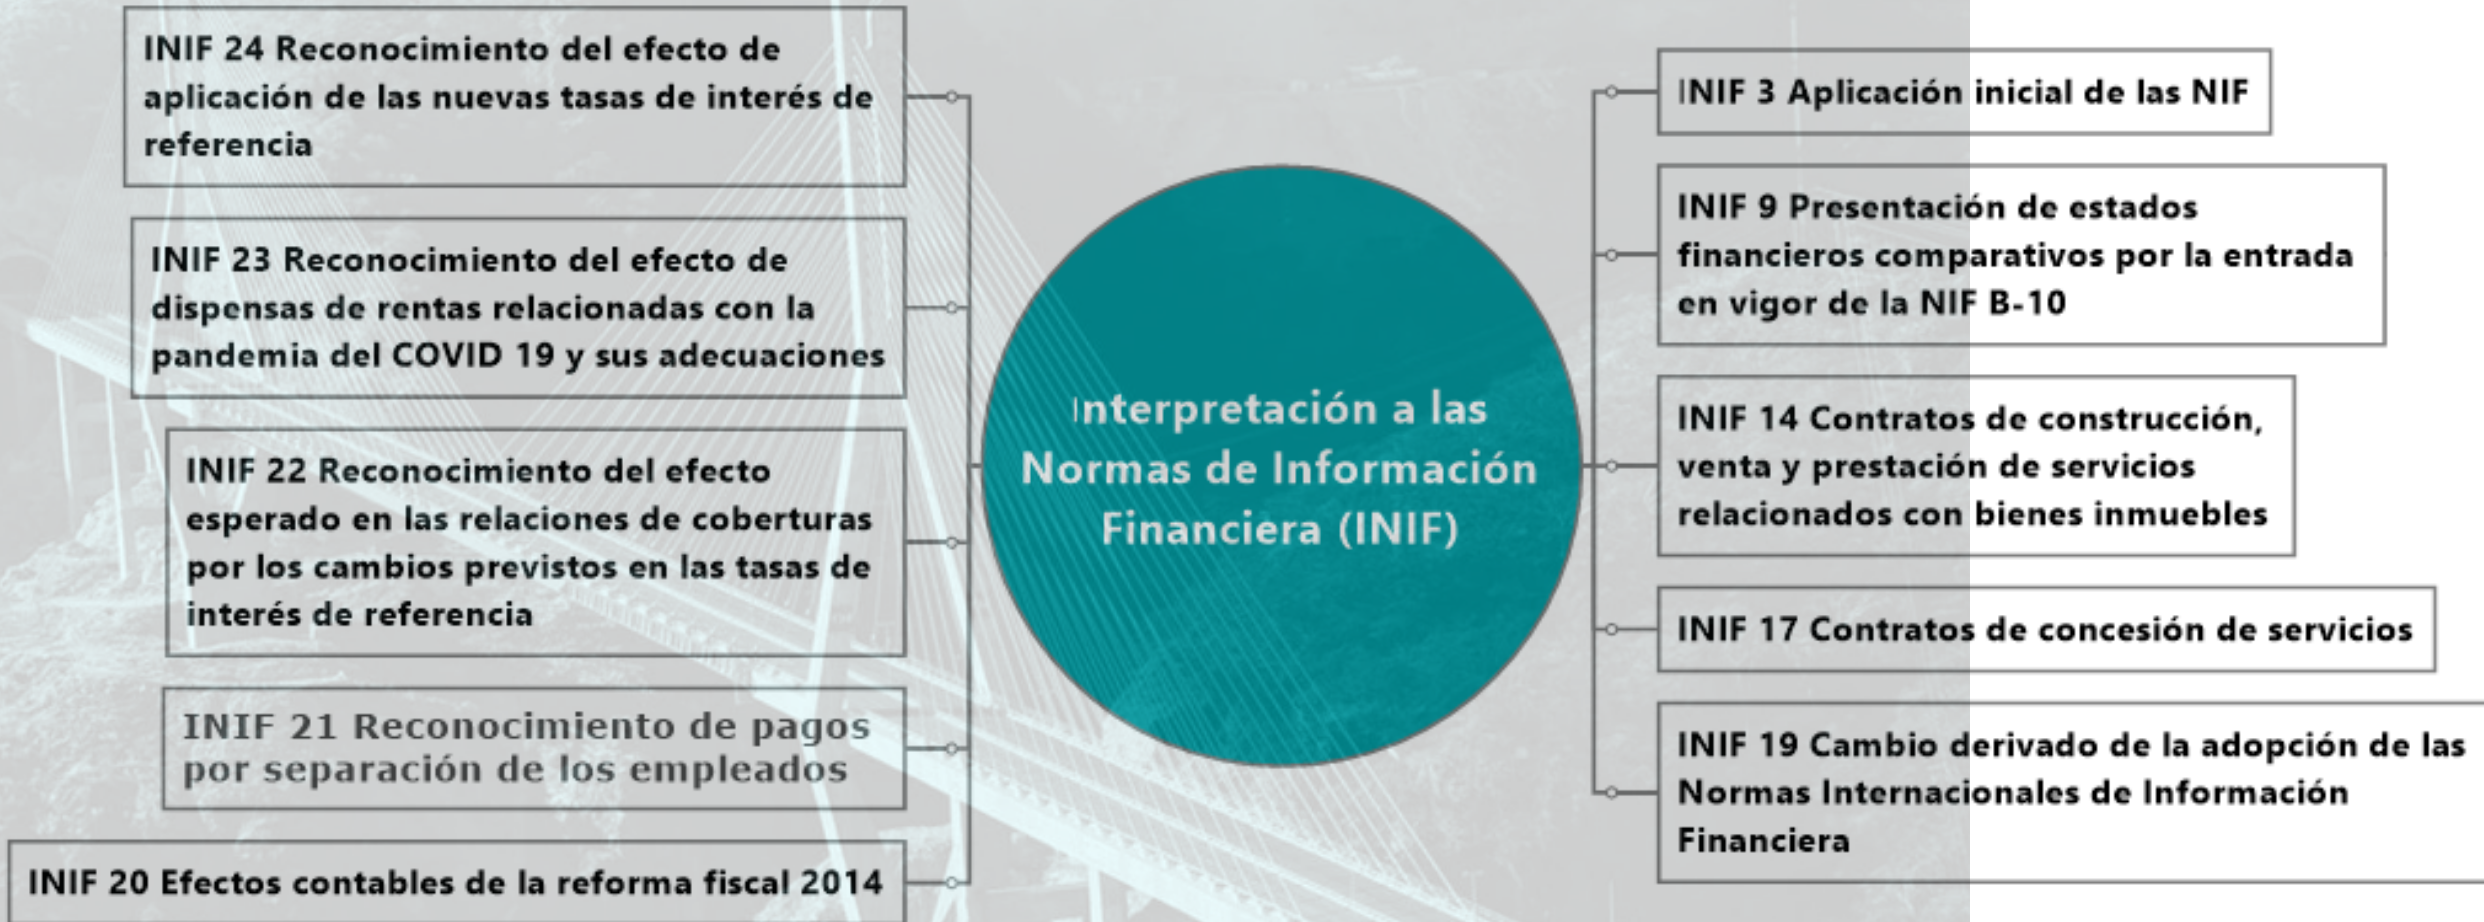 INIF 24 Reconocimiento del efecto de
aplicación de las nuevas tasas de interés de
referencia
INIF 23 Reconocimiento del efecto de
dispensas de rentas relacionadas con la
pandemia del COVID 19 y sus adecuaciones
INIF 22 Reconocimiento del efecto
esperado en las relaciones de coberturas
por los cambios previstos en las tasas de
interés de referencia
INIF 21 Reconocimiento de pagos
por separación de los empleados
INIF 20 Efectos contables de la reforma fiscal 2014
Interpretación a las
Normas de Información
Financiera (INIF)
INIF 3 Aplicación inicial de las NIF
INIF 9 Presentación de estados
financieros comparativos por la entrada
en vigor de la NIF B-10
INIF 14 Contratos de construcción,
venta y prestación de servicios
relacionados con bienes inmuebles
INIF 17 Contratos de concesión de servicios
INIF 19 Cambio derivado de la adopción de las
Normas Internacionales de Información
Financiera